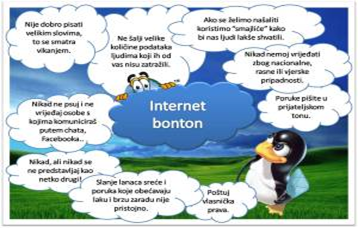 Nije dobro pisati
velikim slovima,
to se smatra
vikanjem.
Ne šalji velike
količine podataka
ljudima koji ih od
vas nisu zatražili.
Ako se želimo našaliti
koristimo "smajliće" kako
bi nas ljudi lakše shvatili.
Nikad nemoj vrijeđati
zbog nacionalne,
rasne ili vjerske
pripadnosti.
Internet
bonton
Poruke pišite u
prijateljskom
tonu.
Nikad ne psuj i ne
vrijeđaj osobe s
kojima komuniciraš
putem chata,
Facebooka...
Nikad, ali nikad se
ne predstavljaj kao
netko drugi!
Slanje lanaca sreće i
poruka koje obećavaju
laku i brzu zaradu nije
pristojno.
Poštuj
vlasnička
prava.